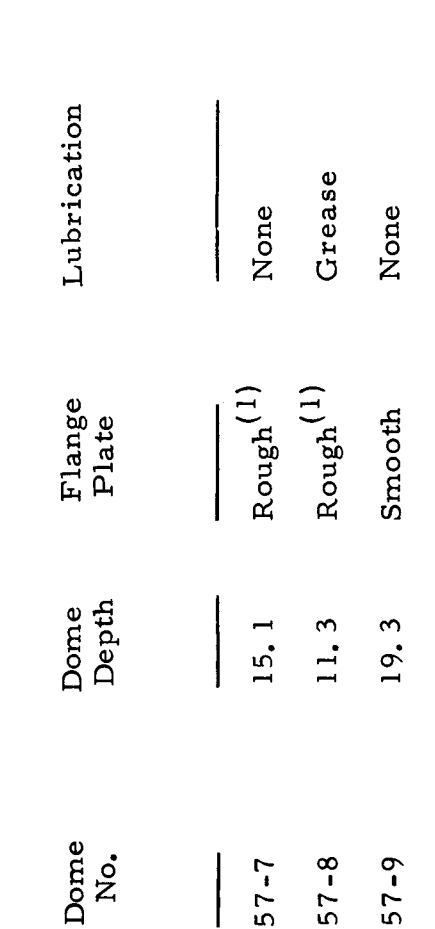 Dome Dome Flange Lubrication
No. Depth Plate
57-7 15.1 Rough(1) None
57-8 11.3 Rough(1) Grease
57-9 19.3 Smooth None